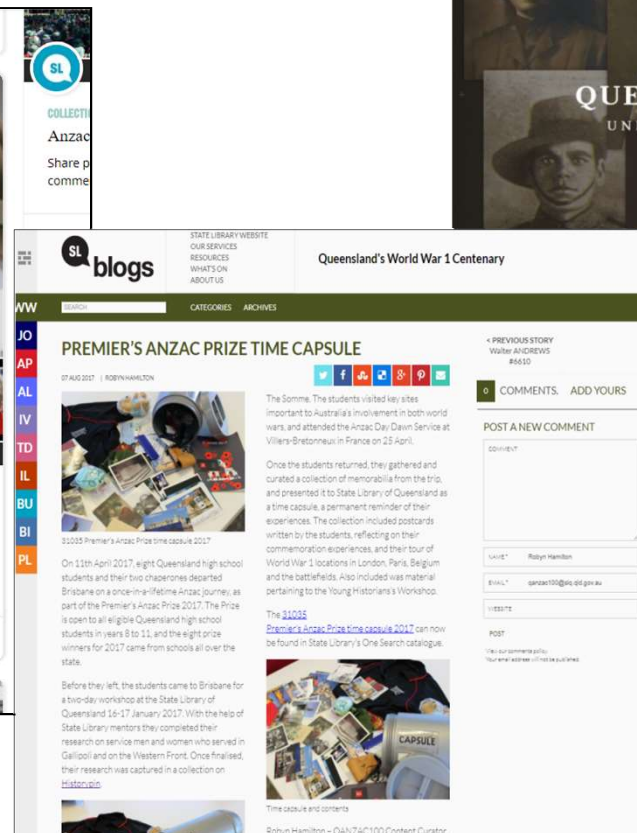 SL
COLLECTI
Anzac
Share p
comme
QUE
UN
SL blogs
STATE LIBRARY WEBSITE
OUR SERVICES
RESOURCES
WHAT'S ON
ABOUT US
Queensland's World War 1 Centenary
WW
SEARCH
CATEGORIES ARCHIVES
JO
AP
AL
IV
TD
IL
BU
BI
PL
PREMIER'S ANZAC PRIZE TIME CAPSULE
07 AUG 2017 | ROBYN HAMILTON
31035 Premier's Anzac Prize time capsule 2017
On 11th April 2017, eight Queensland high school
students and their two chaperones departed
Brisbane on a once-in-a-lifetime Anzac journey, as
part of the Premier's Anzac Prize 2017. The Prize
is open to all eligible Queensland high school
students in years 8 to 11, and the eight prize
winners for 2017 came from schools all over the
state.
Before they left, the students came to Brisbane for
a two-day workshop at the State Library of
Queensland 16-17 January 2017. With the help of
State Library mentors they completed their
research on service men and women who served in
Gallipoli and on the Western Front. Once finalised,
their research was captured in a collection on
Historypin.
The Somme. The students visited key sites
important to Australia's involvement in both world
wars, and attended the Anzac Day Dawn Service at
Villers-Bretonneux in France on 25 April.
Once the students returned, they gathered and
curated a collection of memorabilia from the trip,
and presented it to State Library of Queensland as
a time capsule, a permanent reminder of their
experiences. The collection included postcards
written by the students, reflecting on their
commemoration experiences, and their tour of
World War 1 locations in London, Paris, Belgium
and the battlefields. Also included was material
pertaining to the Young Historians's Workshop.
The 31035
Premier's Anzac Prize time capsule 2017 can now
be found in State Library's One Search catalogue.
CAPSULE
Time capsule and contents
Robyn Hamilton – QANZAC100 Content Curator
< PREVIOUS STORY
Walter ANDREWS
#6610
0 COMMENTS. ADD YOURS
POST A NEW COMMENT
COMMENT
NAME* Robyn Hamilton
EMAIL* qanzac100@slq.qld.gov.au
WEBSITE
POST
View our comments policy
Your email address will not be published